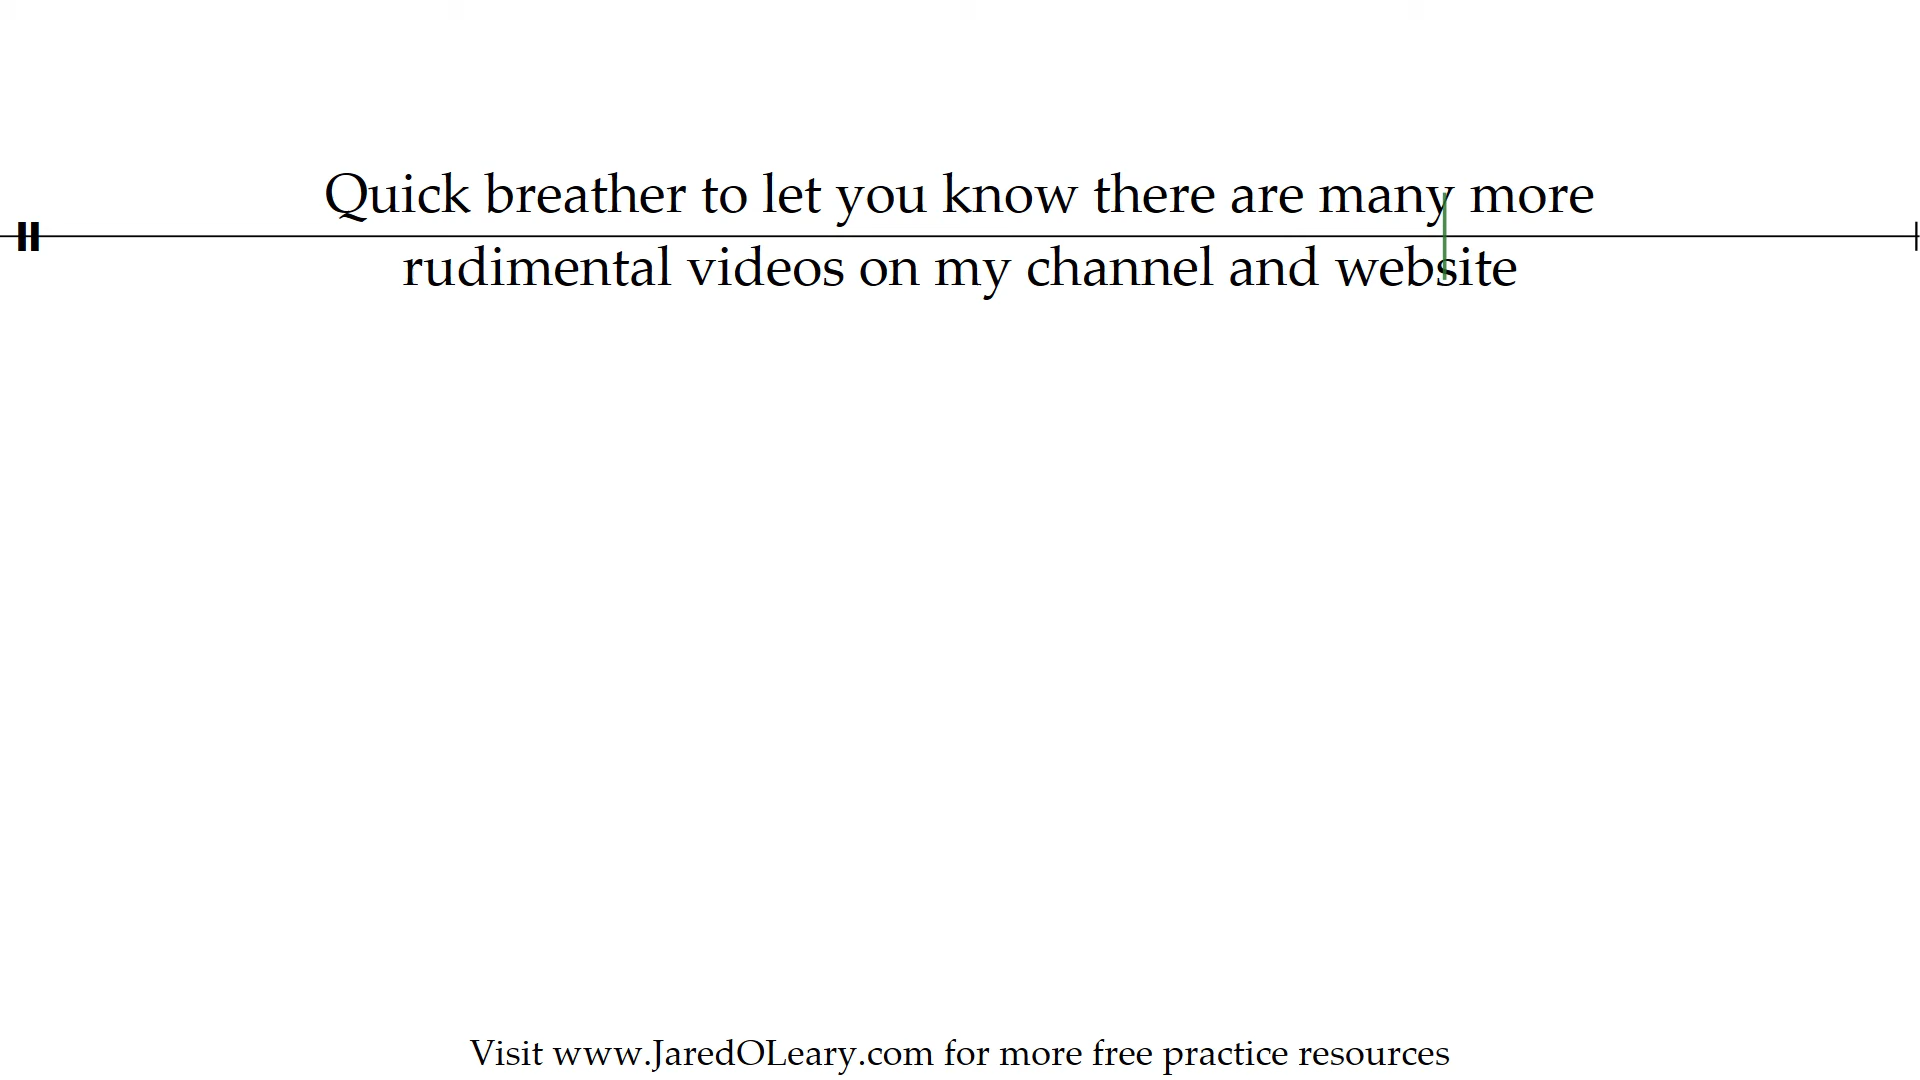 Quick breather to let you know there are many more
rudimental videos on my channel and website
Visit www.JaredOLeary.com for more free practice resources